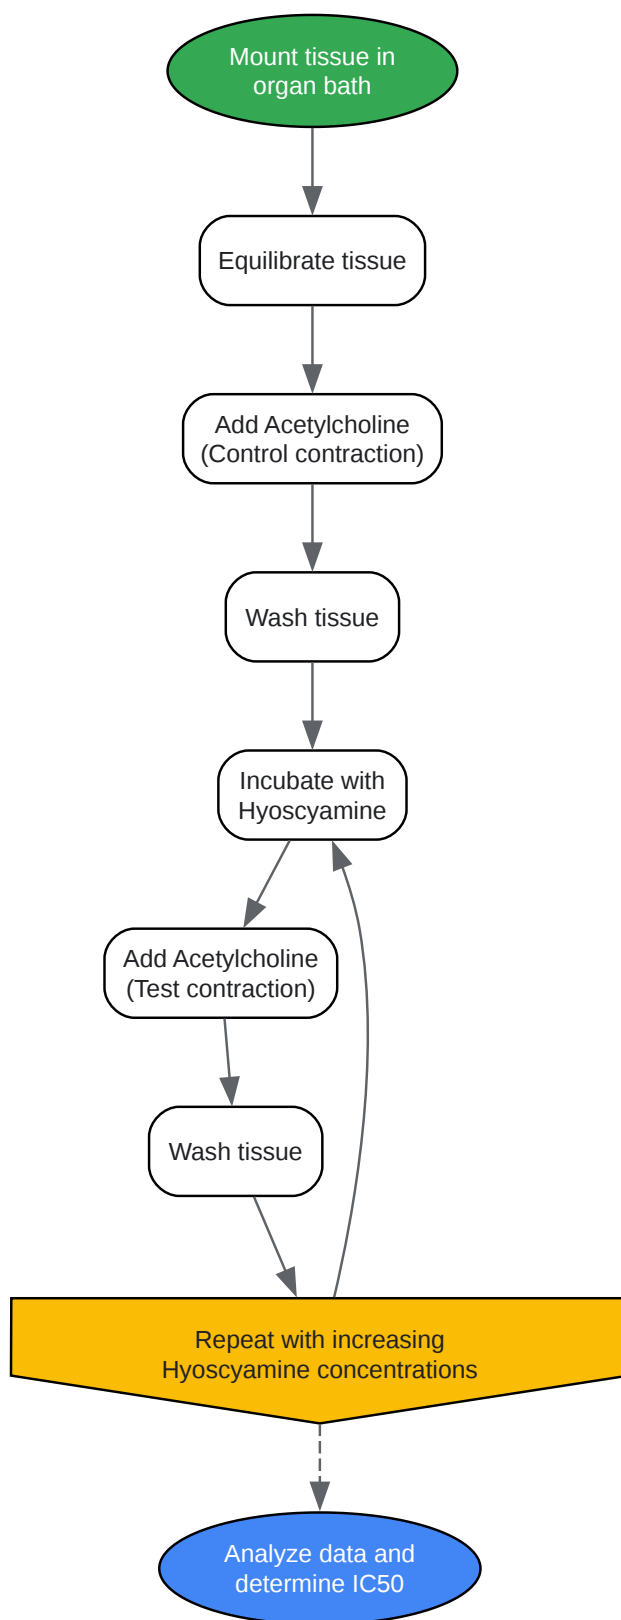 Mount tissue in
organ bath
Equilibrate tissue
Add Acetylcholine
(Control contraction)
Wash tissue
Incubate with
Hyoscyamine
Add Acetylcholine
(Test contraction)
Wash tissue
Repeat with increasing
Hyoscyamine concentrations
Analyze data and
determine IC50